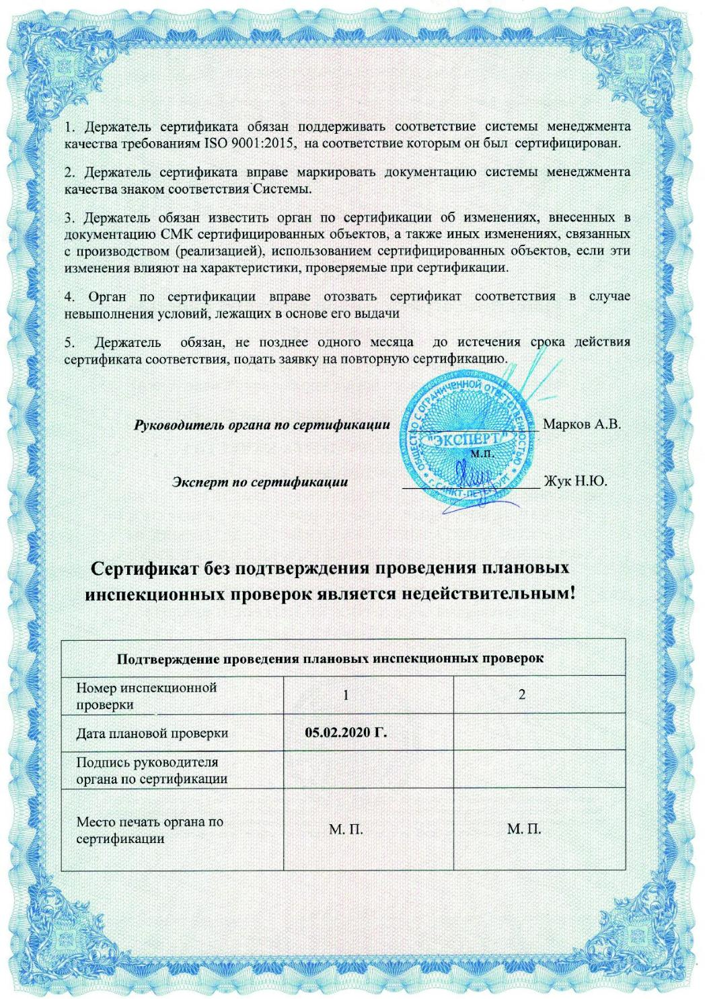 1. Держатель сертификата обязан поддерживать соответствие системы менеджмента
качества требованиям ISO 9001:2015, на соответствие которым он был сертифицирован.
2. Держатель сертификата вправе маркировать документацию системы менеджмента
качества знаком соответствия Системы.
3. Держатель обязан известить орган по сертификации об изменениях, внесенных в
документацию СМК сертифицированных объектов, а также иных изменениях, связанных
с производством (реализацией), использованием сертифицированных объектов, если эти
изменения влияют на характеристики, проверяемые при сертификации.
4. Орган по сертификации вправе отозвать сертификат соответствия в случае
невыполнения условий, лежащих в основе его выдачи
5. Держатель обязан, не позднее одного месяца до истечения срока действия
сертификата соответствия, подать заявку на повторную сертификацию.
ОБЩЕСТВО С ОГРАНИЧЕННОЙ ОТВЕТСТВЕННОСТЬЮ
Руководитель органа по сертификации Марков А.В.
"ЭКСПЕРТ"
м.п.
Эксперт по сертификации Жук Н.Ю.
Г. САНКТ-ПЕТЕРБУРГ
Сертификат без подтверждения проведения плановых
инспекционных проверок является недействительным!
Подтверждение проведения плановых инспекционных проверок
Номер инспекционной
проверки
1
2
Дата плановой проверки
05.02.2020 Г.
Подпись руководителя
органа по сертификации
Место печать органа по
сертификации
М. П.
М. П.